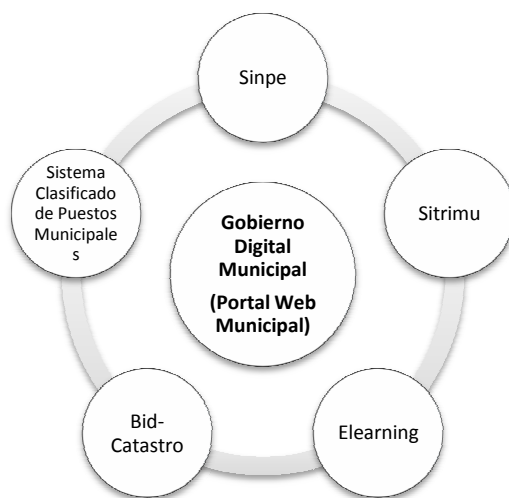 Sinpe
Sitrimu
Elearning
Bid-
Catastro
Sistema
Clasificado
de Puestos
Municipale
s
Gobierno
Digital
Municipal
(Portal Web
Municipal)